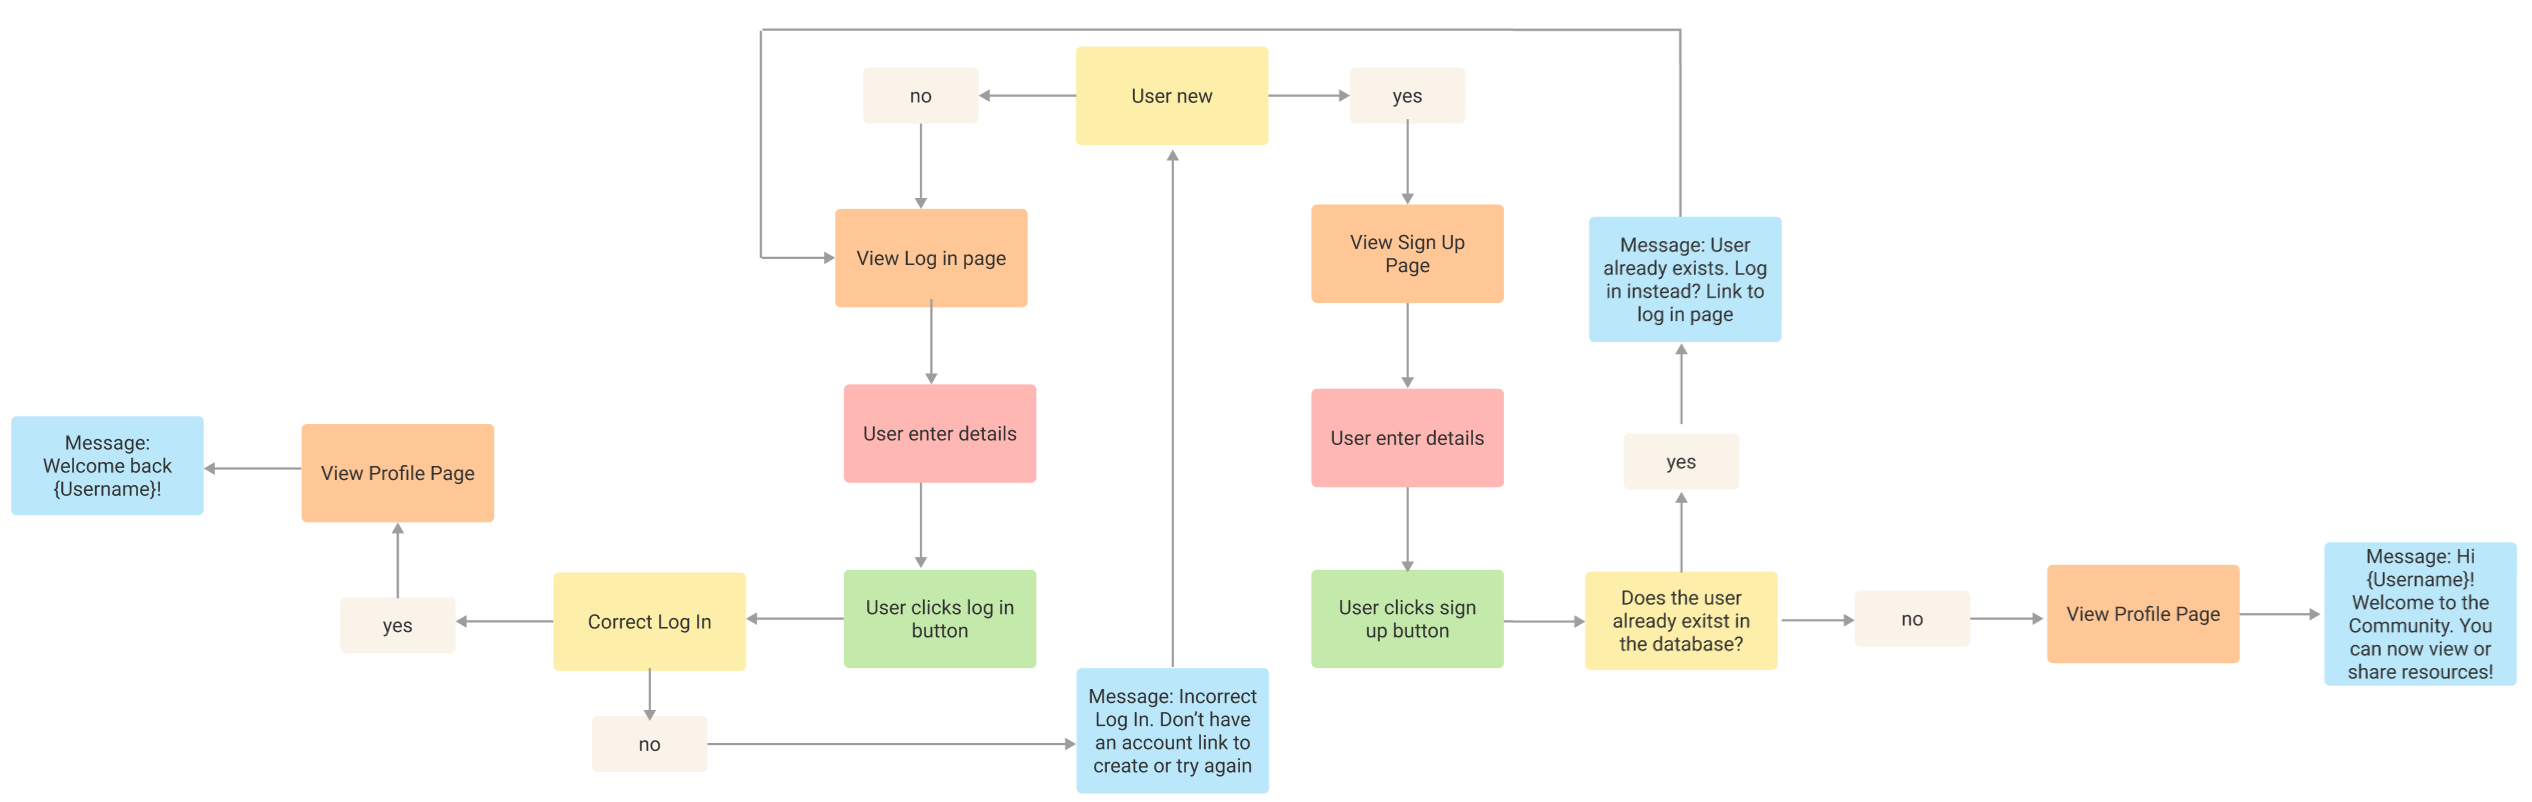 no
User new
yes
View Log in page
View Sign Up
Page
Message: User
already exists. Log
in instead? Link to
log in page
User enter details
User enter details
yes
Message:
Welcome back
{Username}!
View Profile Page
yes
Correct Log In
User clicks log in
button
User clicks sign
up button
Does the user
already exitst in
the database?
no
View Profile Page
Message: Hi
{Username}!
Welcome to the
Community. You
can now view or
share resources!
no
Message: Incorrect
Log In. Don’t have
an account link to
create or try again